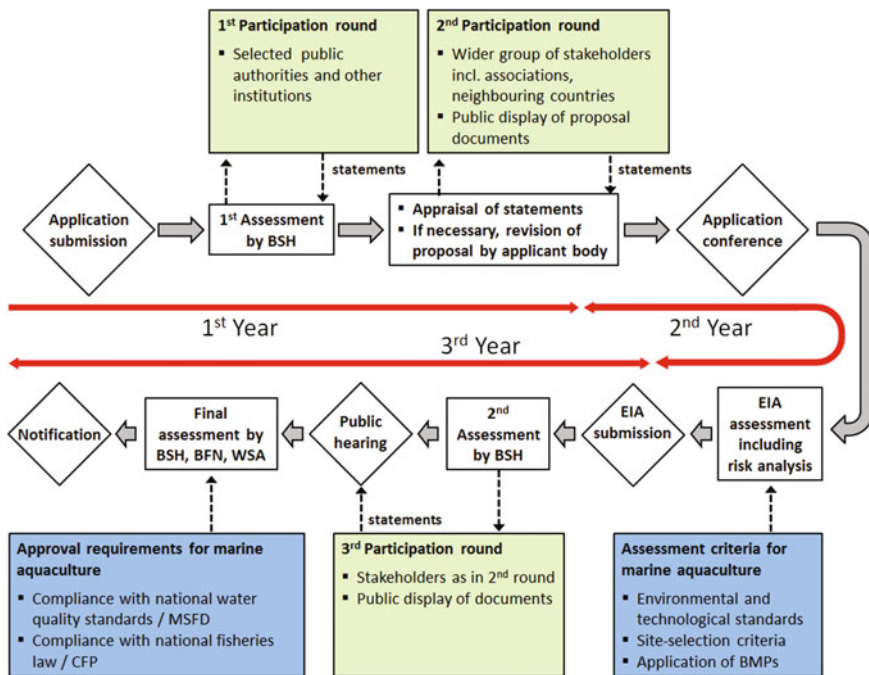 1st Participation round
▪ Selected public
authorities and other
institutions
2nd Participation round
▪ Wider group of stakeholders
incl. associations,
neighbouring countries
▪ Public display of proposal
documents
statements
statements
Application
submission
1st Assessment
by BSH
▪ Appraisal of statements
▪ If necessary, revision of
proposal by applicant body
Application
conference
1st Year
2nd Year
3rd Year
Notification
Final
assessment by
BSH, BFN, WSA
Public
hearing
2nd
Assessment
by BSH
EIA
submission
EIA
assessment
including
risk analysis
statements
Approval requirements for marine
aquaculture
▪ Compliance with national water
quality standards / MSFD
▪ Compliance with national fisheries
law / CFP
3rd Participation round
▪ Stakeholders as in 2nd round
▪ Public display of documents
Assessment criteria for
marine aquaculture
▪ Environmental and
technological standards
▪ Site-selection criteria
▪ Application of BMPs